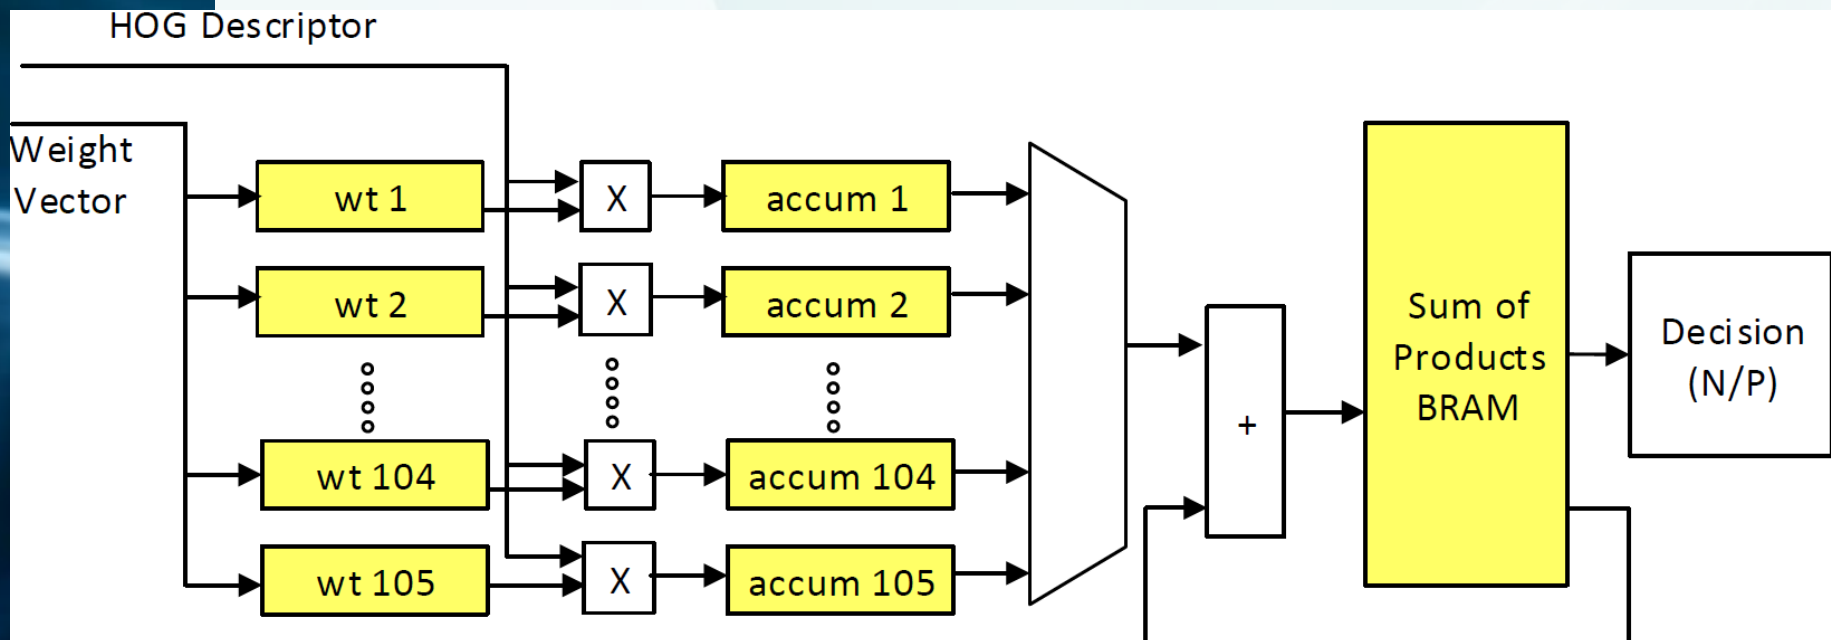 HOG Descriptor
Weight
Vector
wt 1
X
accum 1
wt 2
X
accum 2
wt 104
X
accum 104
wt 105
X
accum 105
+
Sum of
Products
BRAM
Decision
(N/P)